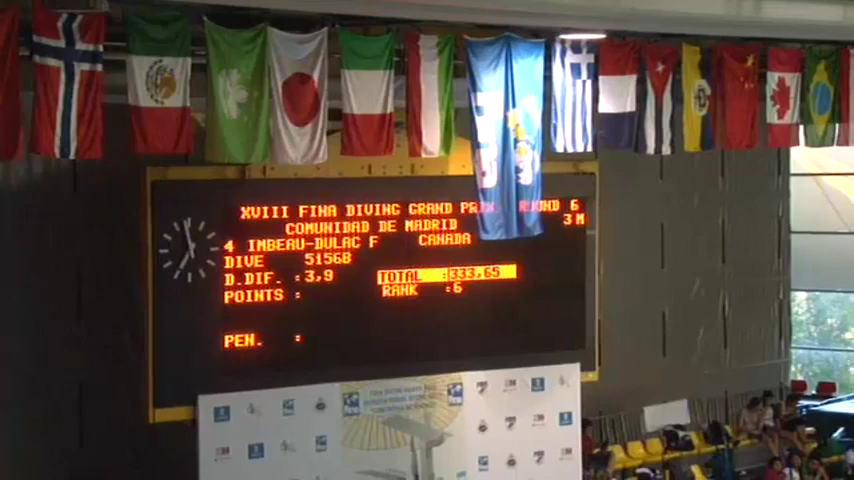 XVIII FINA DIVING GRAND PRIX ROUND 6
COMUNIDAD DE MADRID 3 M
4 IMBEAU-DULAC F CANADA
DIVE 5156B
D.DIF. :3,9 TOTAL :333,65
POINTS : RANK :6
PEN. :